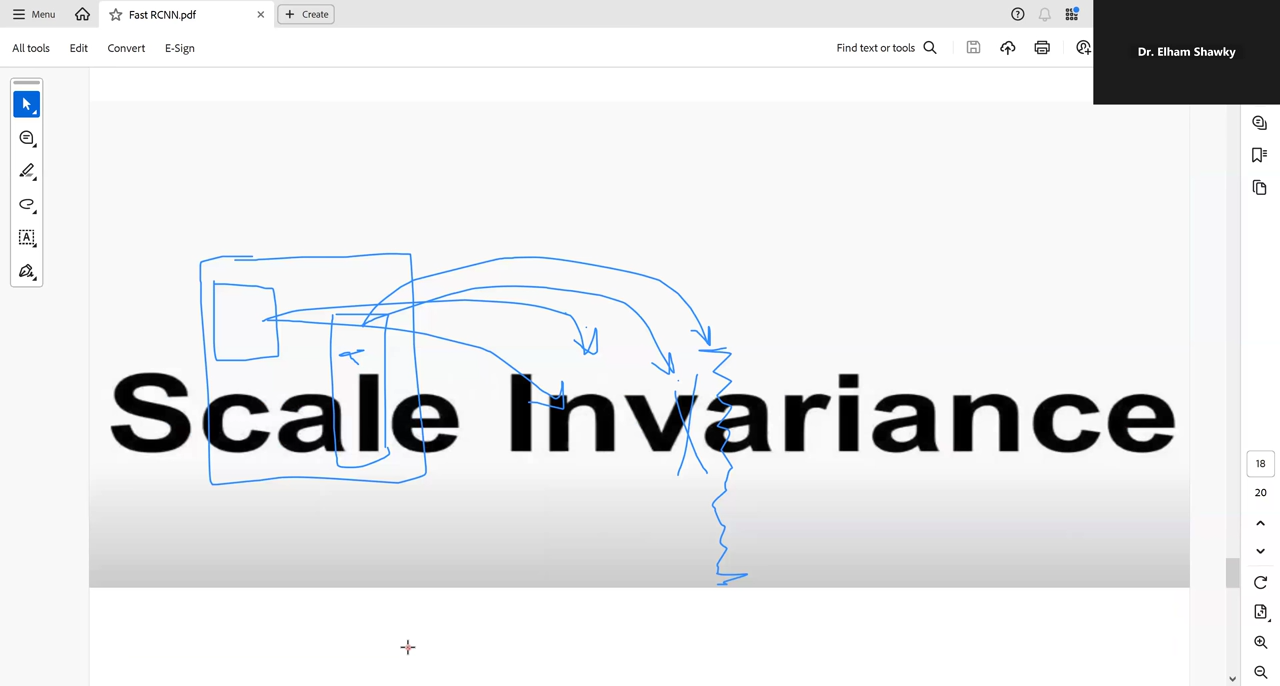 Menu
Fast RCNN.pdf
Create
All tools
Edit
Convert
E-Sign
Find text or tools
Dr. Elham Shawky
Scale Invariance
18
20